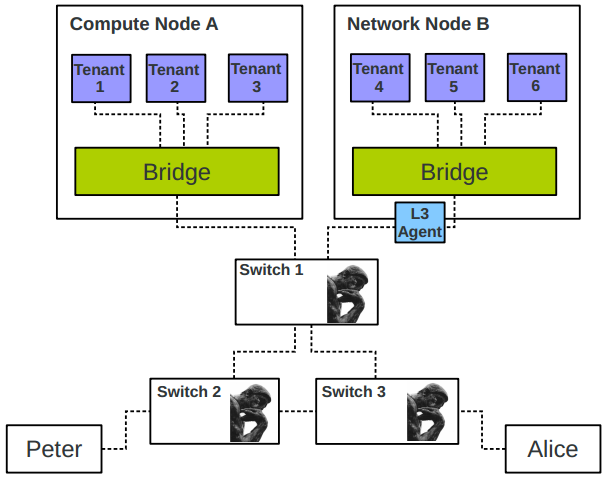 Compute Node A
Network Node B
Tenant
1
Tenant
2
Tenant
3
Tenant
4
Tenant
5
Tenant
6
Bridge
Bridge
L3
Agent
Switch 1
Switch 2
Switch 3
Peter
Alice